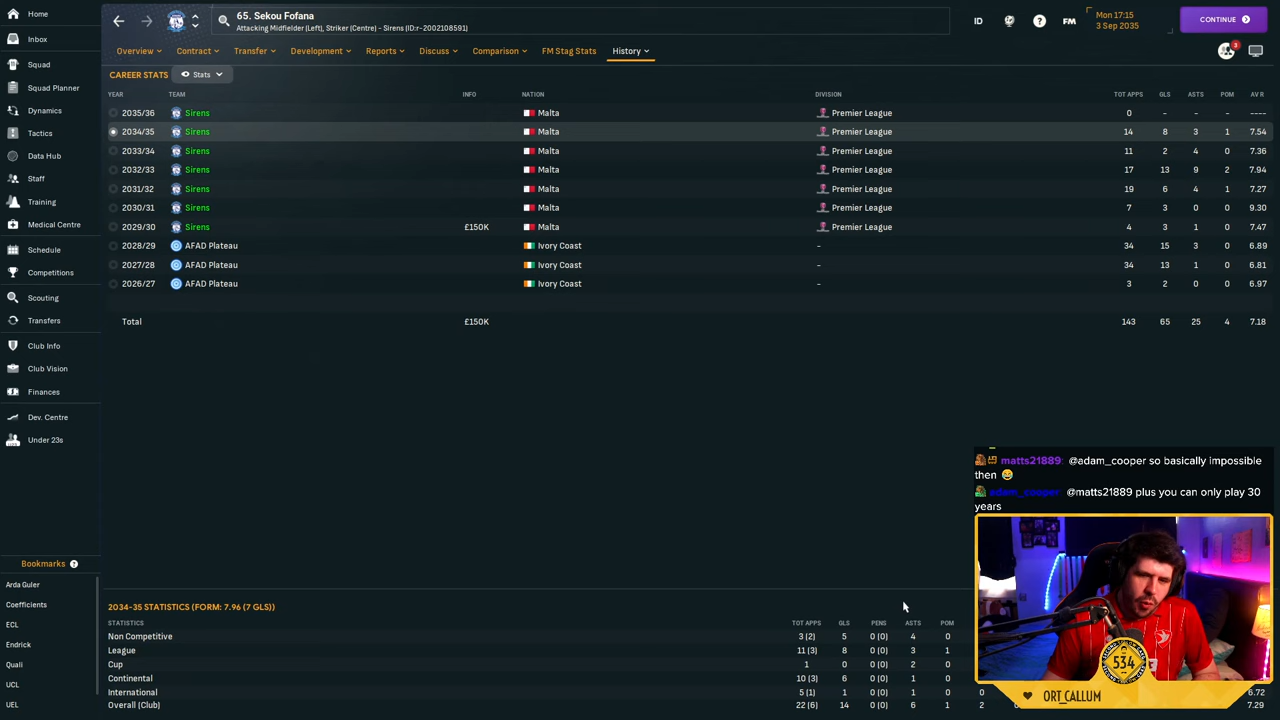 Home
Inbox
Squad
Squad Planner
Dynamics
Tactics
Data Hub
Staff
Training
Medical Centre
Schedule
Competitions
Scouting
Transfers
Club Info
Club Vision
Finances
Dev. Centre
Under 23s
Bookmarks ?
Arda Guler
Coefficients
ECL
Endrick
Quali
UCL
UEL
65. Sekou Fofana
Attacking Midfielder (Left), Striker (Centre) - Sirens (ID:r-2002108591)
ID ? FM
Mon 17:15
3 Sep 2035
CONTINUE
Overview Contract Transfer Development Reports Discuss Comparison FM Stag Stats History
3
CAREER STATS Stats
YEAR TEAM INFO NATION DIVISION TOT APPS GLS ASTS POM AV R
2035/36 Sirens Malta Premier League 0 - - - ----
2034/35 Sirens Malta Premier League 14 8 3 1 7.54
2033/34 Sirens Malta Premier League 11 2 4 0 7.36
2032/33 Sirens Malta Premier League 17 13 9 2 7.94
2031/32 Sirens Malta Premier League 19 6 4 1 7.27
2030/31 Sirens Malta Premier League 7 3 0 0 9.30
2029/30 Sirens £150K Malta Premier League 4 3 1 0 7.47
2028/29 AFAD Plateau Ivory Coast - 34 15 3 0 6.89
2027/28 AFAD Plateau Ivory Coast - 34 13 1 0 6.81
2026/27 AFAD Plateau Ivory Coast - 3 2 0 0 6.97
Total £150K 143 65 25 4 7.18
matts21889: @adam_cooper so basically impossible
then 😂
adam_cooper: @matts21889 plus you can only play 30
years
2034-35 STATISTICS (FORM: 7.96 (7 GLS))
STATISTICS TOT APPS GLS PENS ASTS POM
Non Competitive 3 (2) 5 0 (0) 4 0
League 11 (3) 8 0 (0) 3 1
Cup 1 0 0 (0) 2 0
Continental 10 (3) 6 0 (0) 1 0
International 5 (1) 1 0 (0) 1 0 0 6.72
Overall (Club) 22 (6) 14 0 (0) 6 1 2 7.29
534
ORT_CALLUM